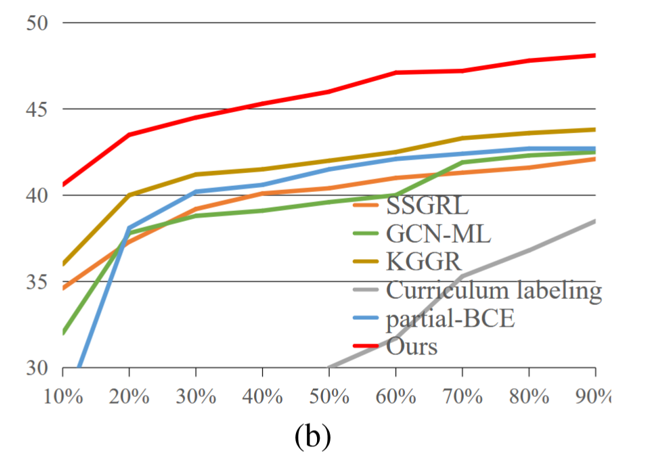 50
45
40
35
30
10% 20% 30% 40% 50% 60% 70% 80% 90%
SSGRL
GCN-ML
KGGR
Curriculum labeling
partial-BCE
Ours
(b)